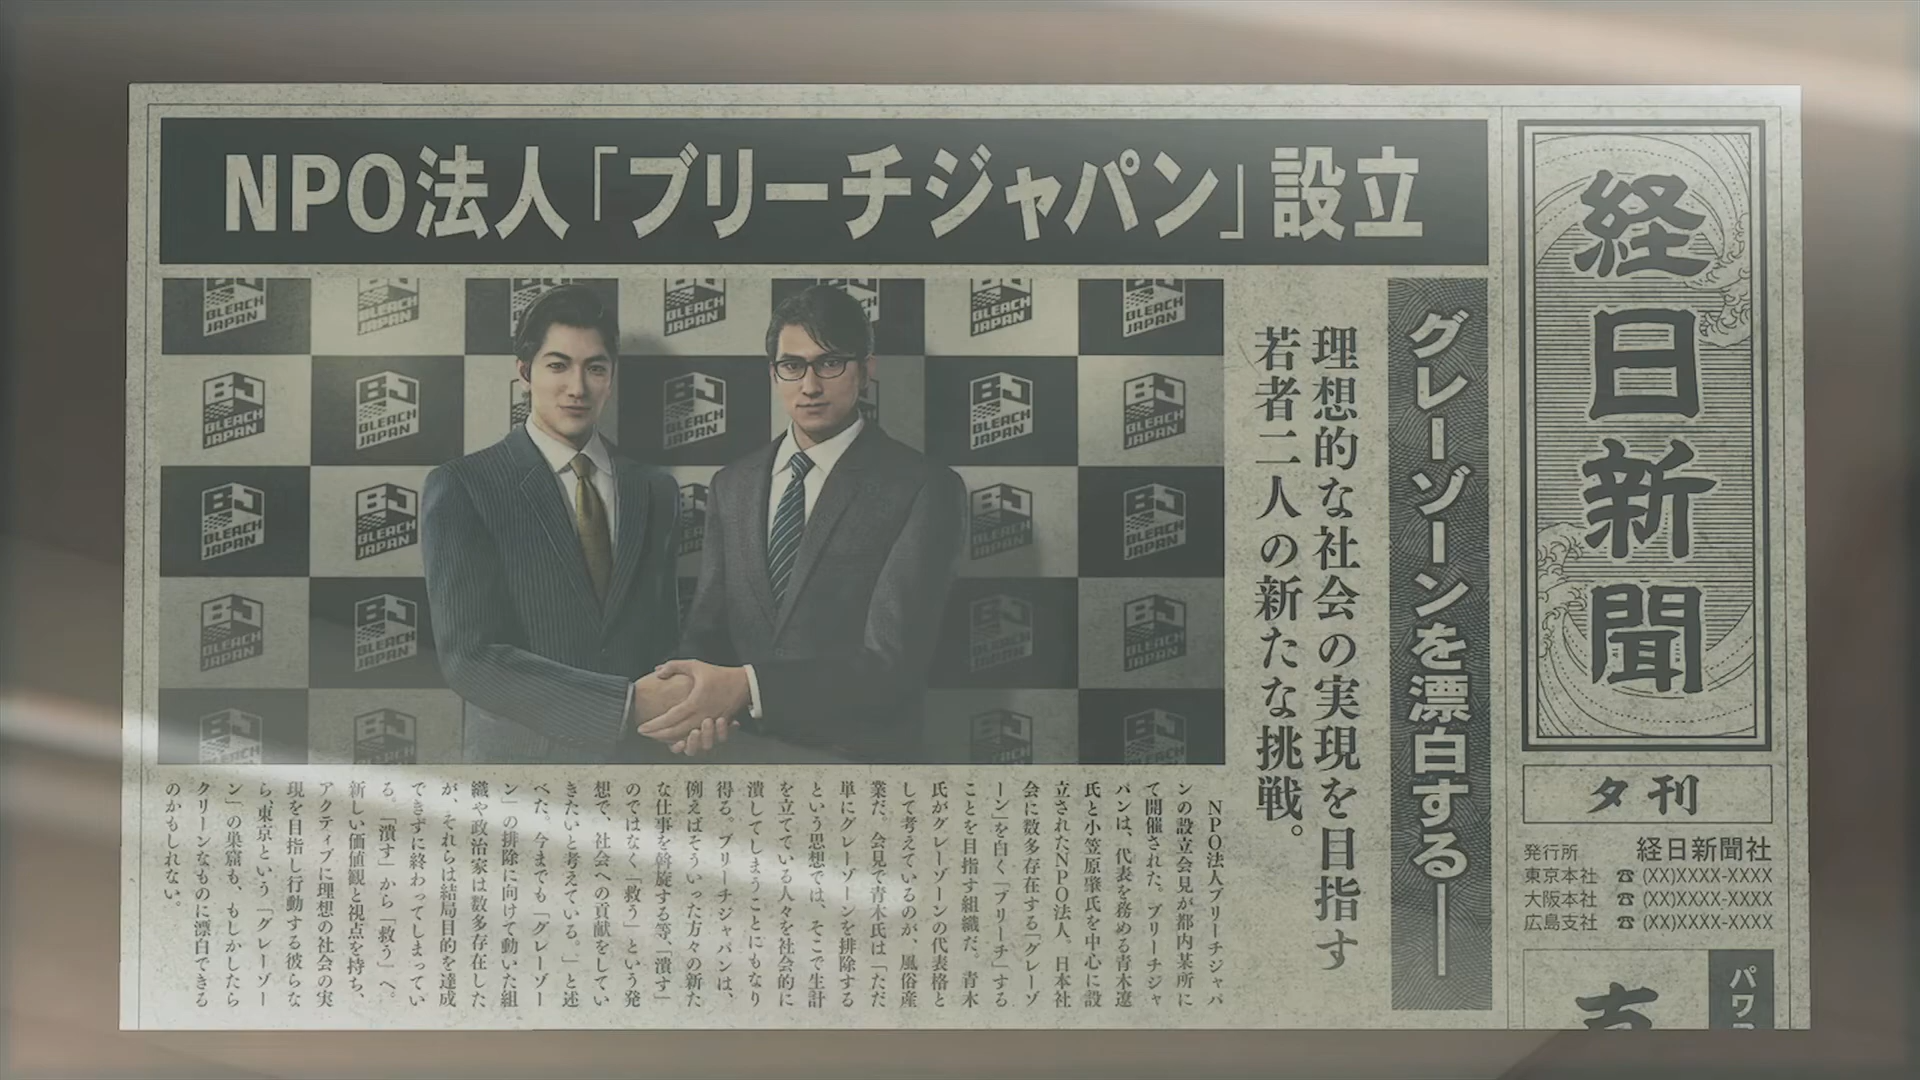 NPO法人「ブリーチジャパン」設立
経日新聞
夕刊
発行所 経日新聞社
東京本社 ☎ (XX)XXXX-XXXX
大阪本社 ☎ (XX)XXXX-XXXX
広島支社 ☎ (XX)XXXX-XXXX
パワ
グレーゾーンを漂白する──
理想的な社会の実現を目指す
若者二人の新たな挑戦。
BJ BLEACH JAPAN
NPO法人ブリーチジャパ
ンの設立会見が都内某所に
て開催された。ブリーチジャ
パンは、代表を務める青木遼
氏と小笠原肇氏を中心に設
立されたNPO法人。日本社
会に数多存在する「グレーゾ
ーン」を白く「ブリーチ」する
ことを目指す組織だ。青木
氏がグレーゾーンの代表格と
して考えているのが、風俗産
業だ。会見で青木氏は「ただ
単にグレーゾーンを排除する
という思想では、そこで生計
を立てている人々を社会的に
潰してしまうことにもなり
得る。ブリーチジャパンは、
例えばそういった方々の新た
な仕事を斡旋する等、「潰す」
のではなく「救う」という発
想で、社会への貢献をしてい
きたいと考えている。」と述
べた。今までも「グレーゾー
ン」の排除に向けて動いた組
織や政治家は数多存在した
が、それらは結局目的を達成
できずに終わってしまってい
る。「潰す」から「救う」へ。
新しい価値観と視点を持ち、
アクティブに理想の社会の実
現を目指し行動する彼らな
ら、東京という「グレーゾー
ン」の巣窟も、もしかしたら
クリーンなものに漂白できる
のかもしれない。